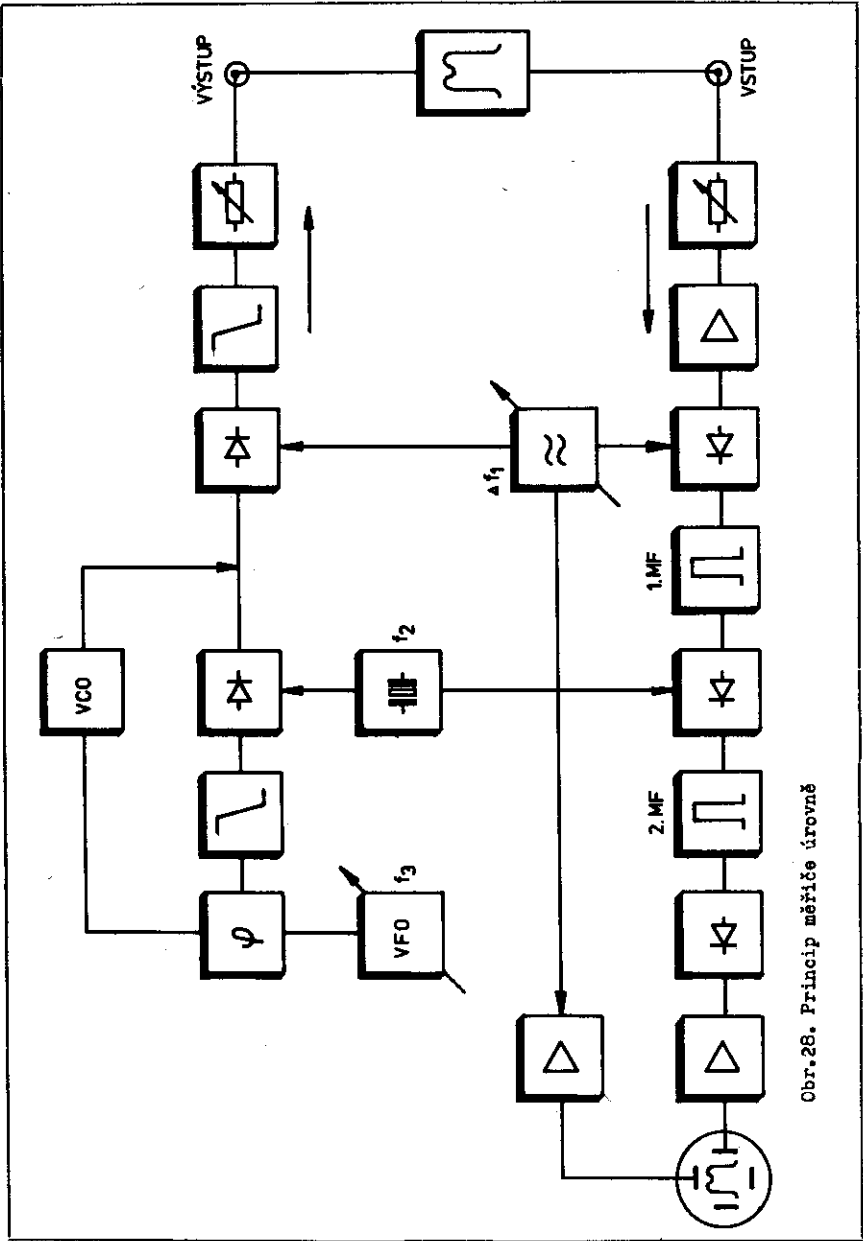 VÝSTUP
VCO
f₂
φ
VFO
f₃
Δf₁
1.MF
2.MF
VSTUP
Obr.28. Princip měřiče úrovně